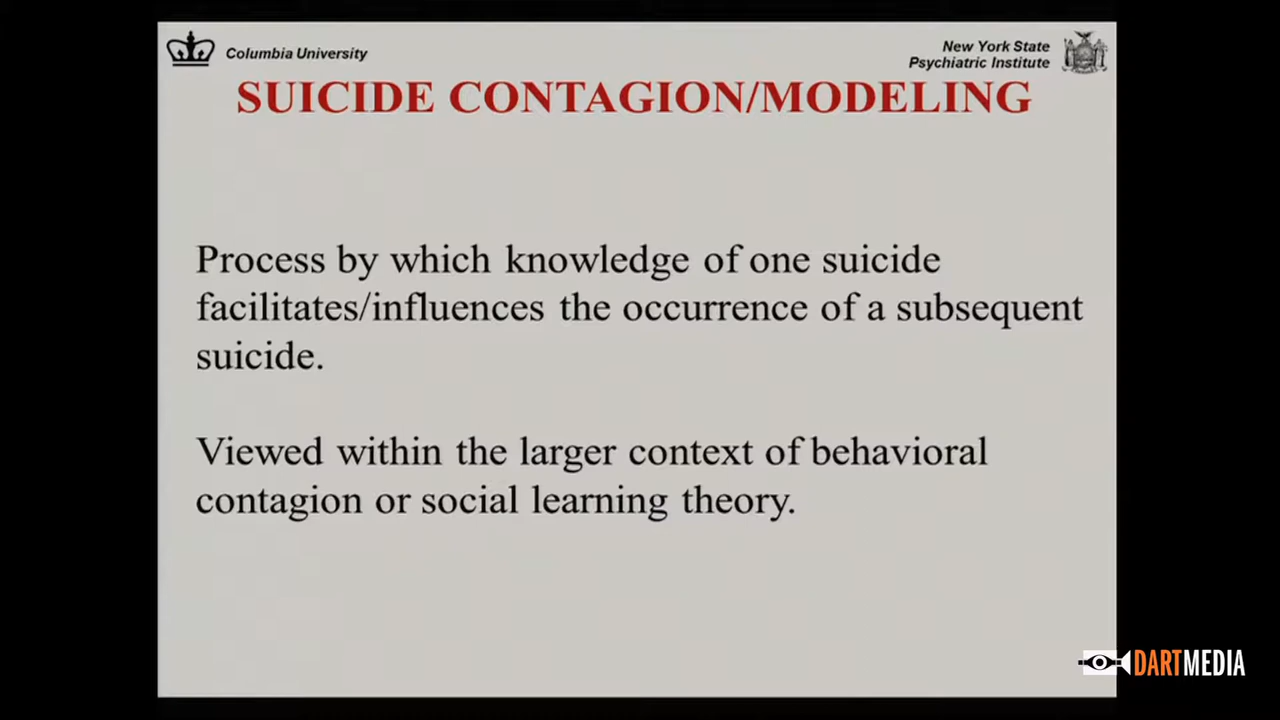 Columbia University
New York State
Psychiatric Institute
SUICIDE CONTAGION/MODELING
Process by which knowledge of one suicide
facilitates/influences the occurrence of a subsequent
suicide.
Viewed within the larger context of behavioral
contagion or social learning theory.
DARTMEDIA